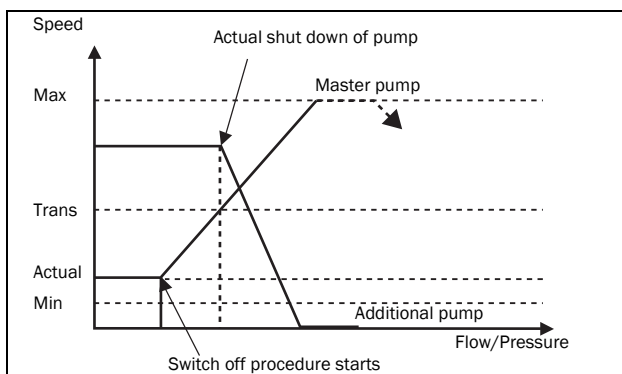 Speed
Actual shut down of pump
Master pump
Max
Trans
Actual
Min
Additional pump
Flow/Pressure
Switch off procedure starts